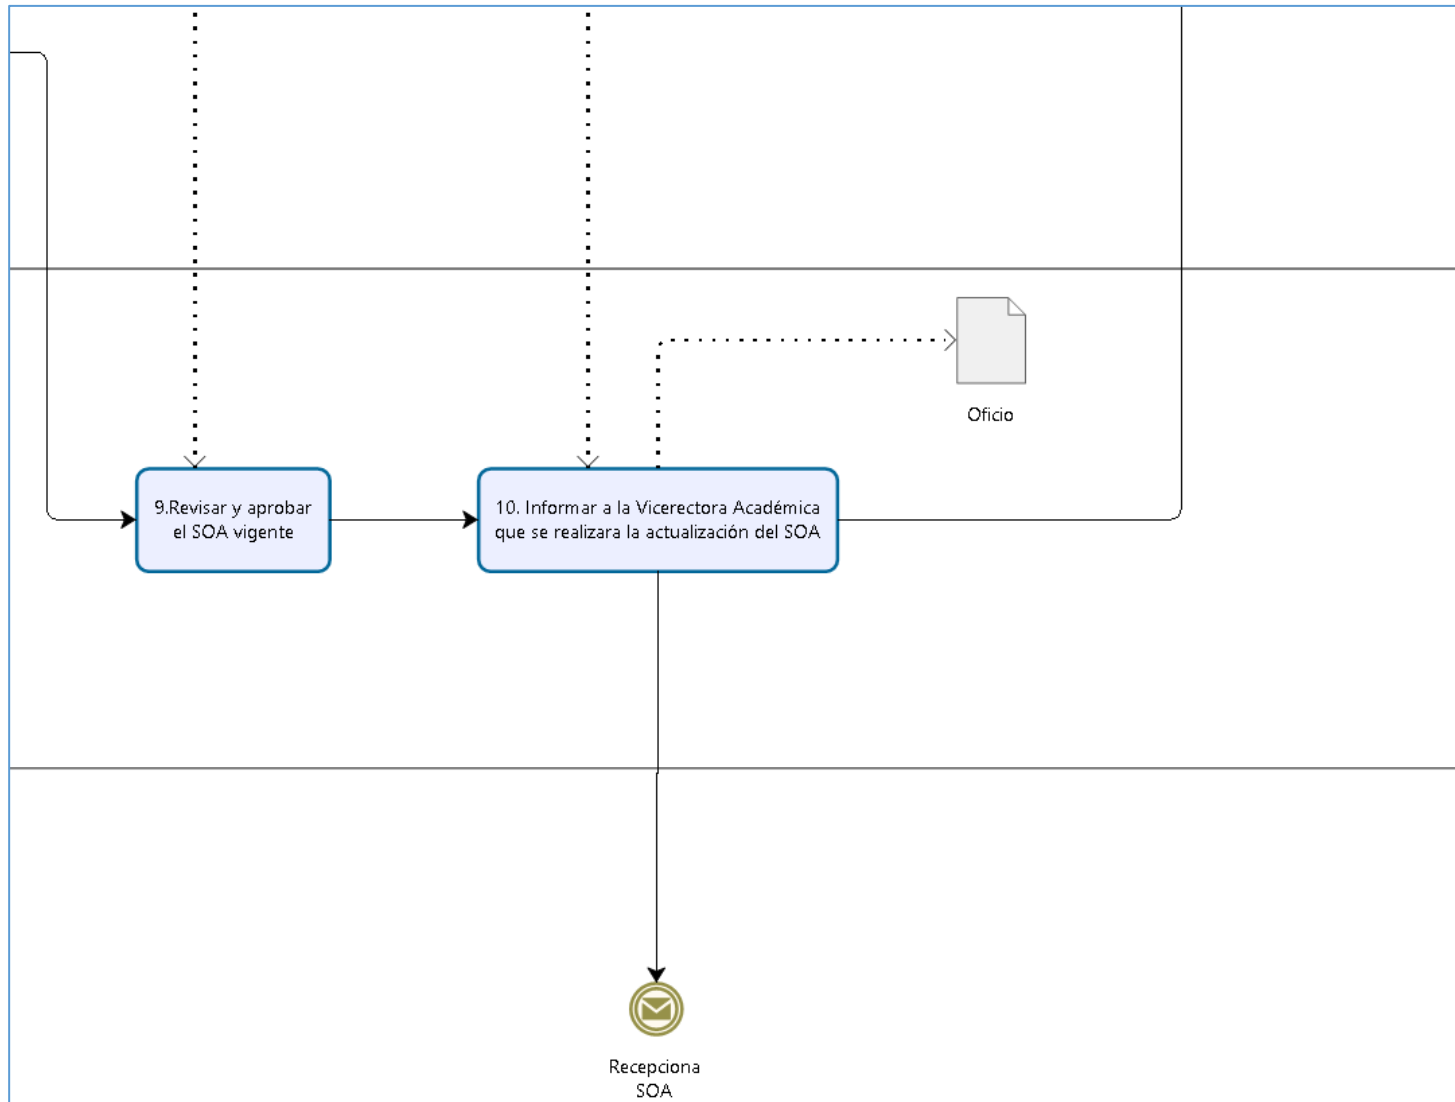 Oficio
9.Revisar y aprobar
el SOA vigente
10. Informar a la Vicerectora Académica
que se realizara la actualización del SOA
Recepciona
SOA